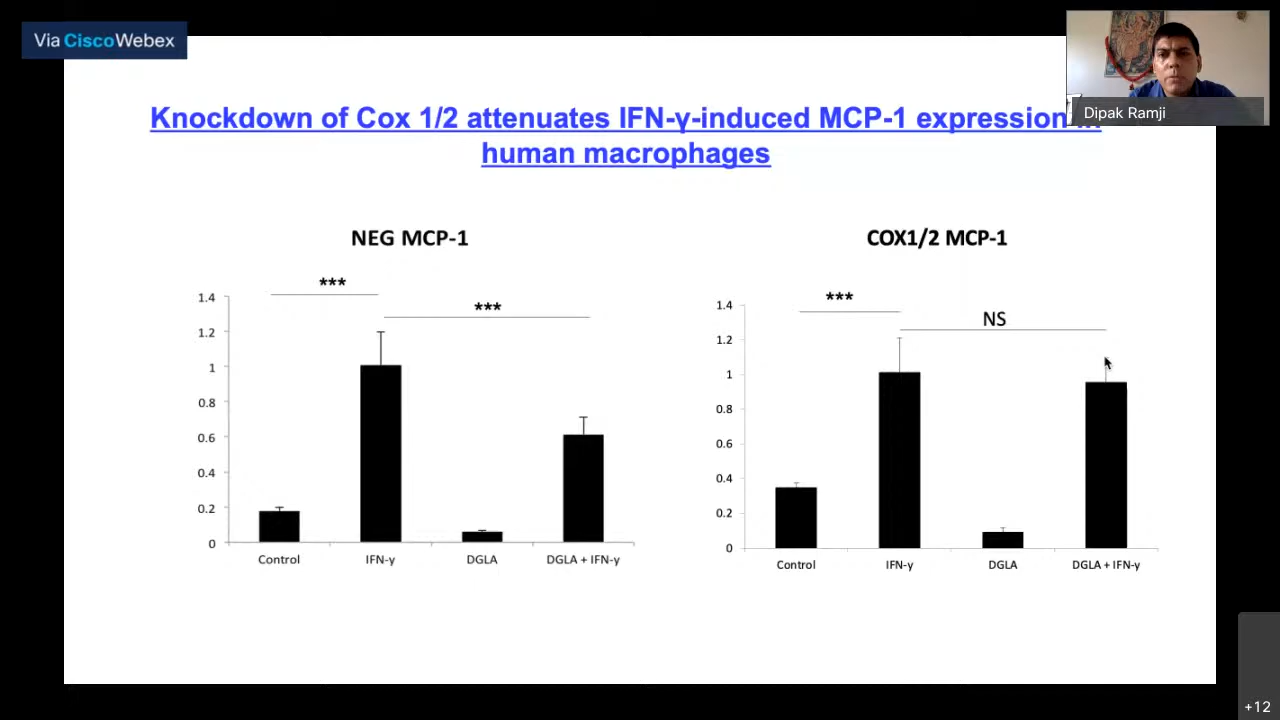 Via CiscoWebex
Dipak Ramji
Knockdown of Cox 1/2 attenuates IFN-γ-induced MCP-1 expression in
human macrophages
NEG MCP-1
***
***
1.4
1.2
1
0.8
0.6
0.4
0.2
0
Control IFN-γ DGLA DGLA + IFN-γ
COX1/2 MCP-1
***
NS
1.4
1.2
1
0.8
0.6
0.4
0.2
0
Control IFN-γ DGLA DGLA + IFN-γ
+12